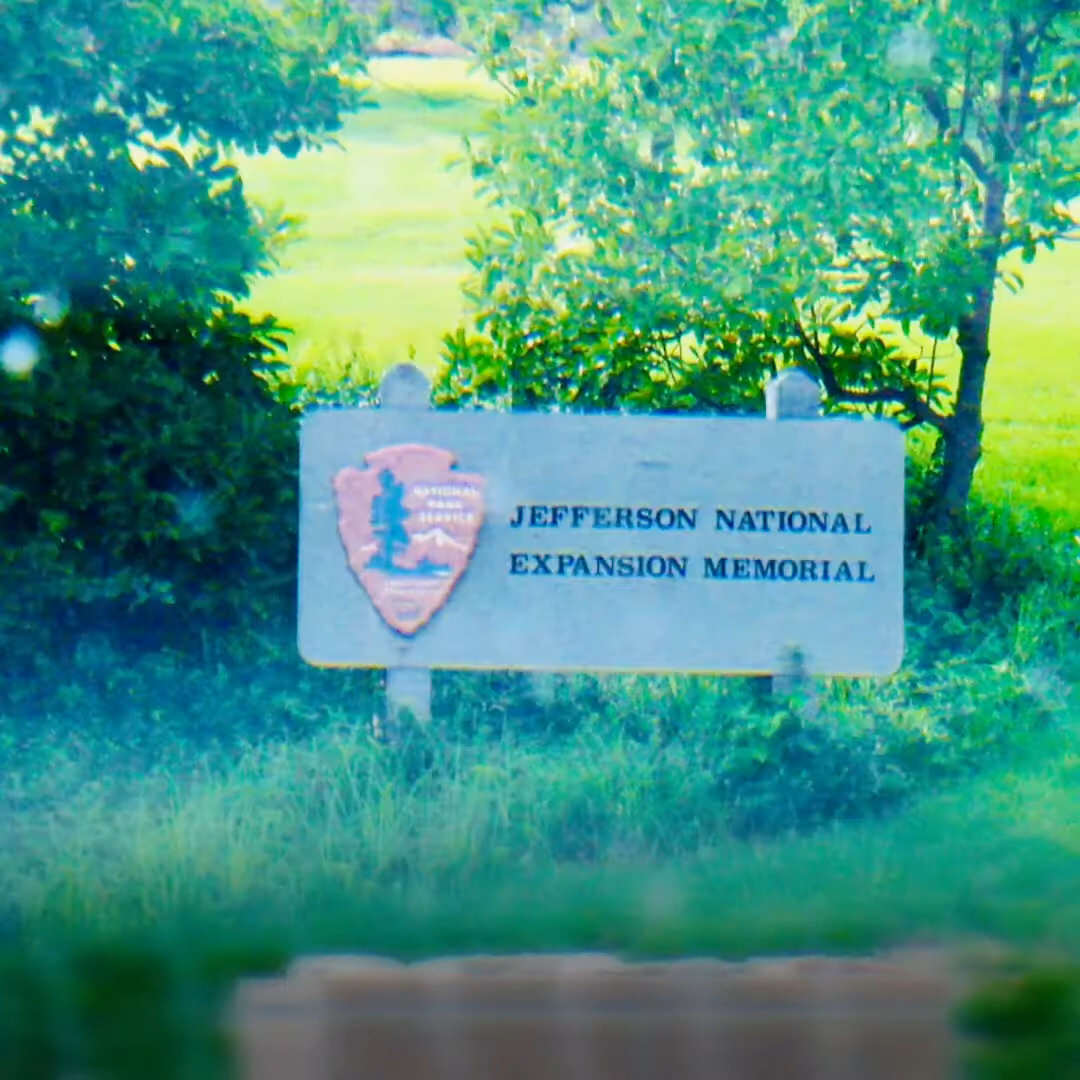 NATIONAL
PARK
SERVICE
JEFFERSON NATIONAL
EXPANSION MEMORIAL